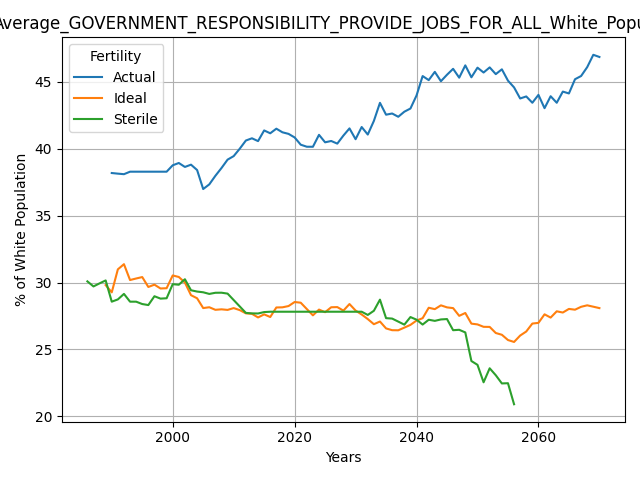 Average_GOVERNMENT_RESPONSIBILITY_PROVIDE_JOBS_FOR_ALL_White_Popu
Fertility
Actual
Ideal
Sterile
% of White Population
45
40
35
30
25
20
2000 2020 2040 2060
Years